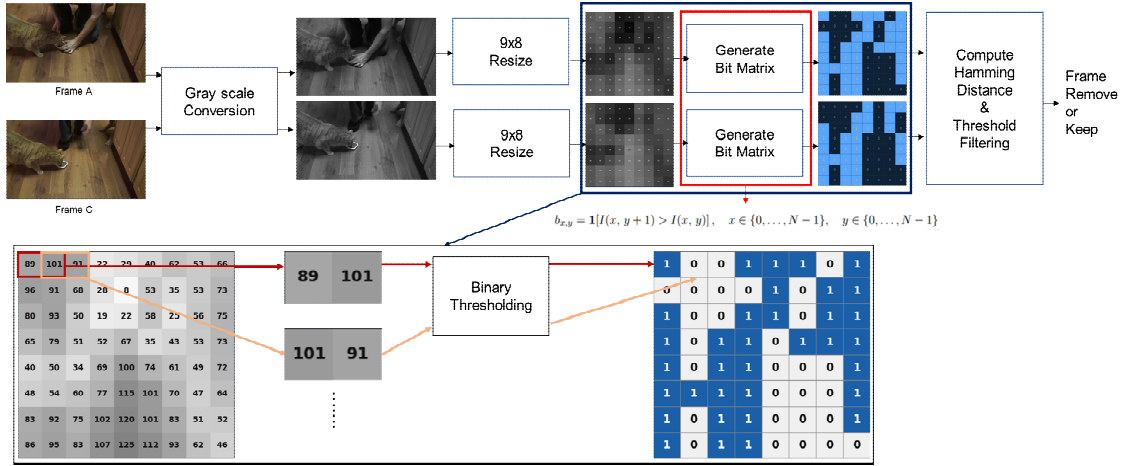 Frame A
Frame C
Gray scale
Conversion
9x8
Resize
9x8
Resize
Generate
Bit Matrix
Generate
Bit Matrix
Compute
Hamming
Distance
&
Threshold
Filtering
Frame
Remove
or
Keep
b_{x,y} = 1[I(x, y+1) > I(x, y)], x ∈ {0, ..., N−1}, y ∈ {0, ..., N−1}
89 101 91 22 29 40 62 53 66
96 91 68 28 8 53 35 53 73
80 93 50 19 22 58 25 56 75
65 79 51 52 67 35 43 53 73
40 50 34 69 100 74 61 49 72
48 54 60 77 115 101 70 47 64
83 92 75 102 120 101 83 51 52
86 95 83 107 125 112 93 62 46
89 101
101 91
Binary
Thresholding
1 0 0 1 1 1 0 1
0 0 0 0 1 0 1 1
1 0 0 1 1 0 1 1
1 0 1 1 0 1 1 1
1 0 1 1 0 0 0 1
1 1 1 1 0 0 0 1
1 0 1 1 0 0 0 1
1 0 1 1 0 0 0 0